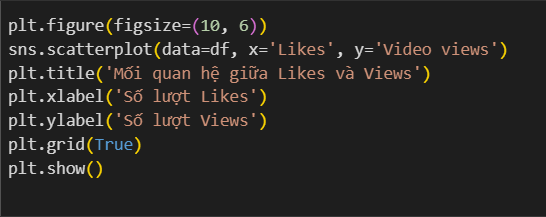 plt.figure(figsize=(10, 6))
sns.scatterplot(data=df, x='Likes', y='Video views')
plt.title('Mối quan hệ giữa Likes và Views')
plt.xlabel('Số lượt Likes')
plt.ylabel('Số lượt Views')
plt.grid(True)
plt.show()